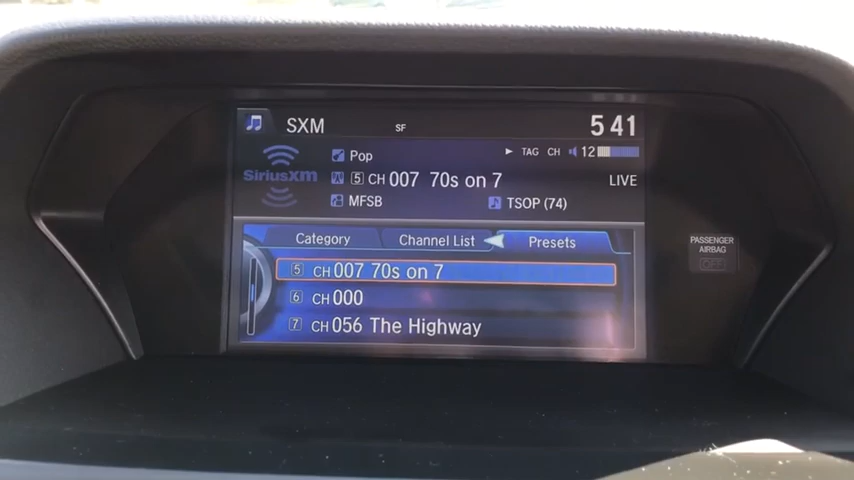 SXM SF 5 41
TAG CH 12
SiriusXM
Pop
5 CH 007 70s on 7 LIVE
MFSB TSOP (74)
Category Channel List Presets
5 CH 007 70s on 7
6 CH 000
7 CH 056 The Highway
PASSENGER
AIRBAG
OFF